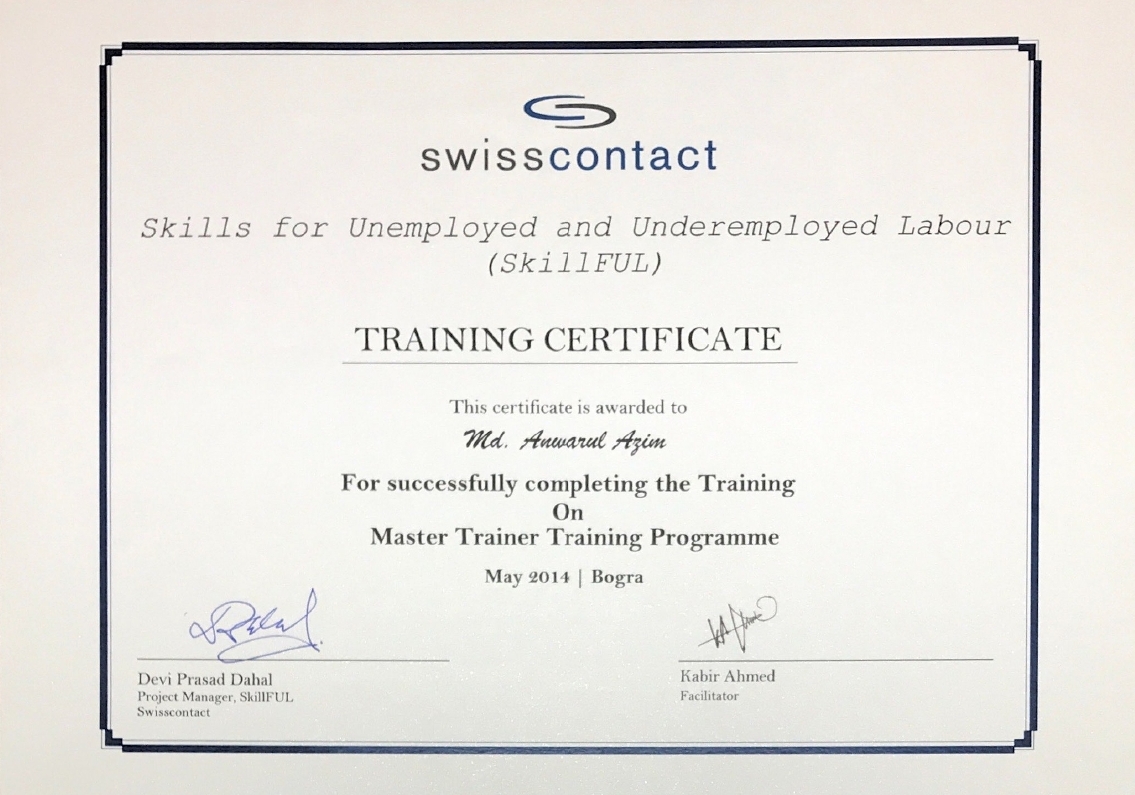 swisscontact
Skills for Unemployed and Underemployed Labour
(SkillFUL)
TRAINING CERTIFICATE
This certificate is awarded to
Md. Anwarul Azim
For successfully completing the Training
On
Master Trainer Training Programme
May 2014 | Bogra
Devi Prasad Dahal
Project Manager, SkillFUL
Swisscontact
Kabir Ahmed
Facilitator